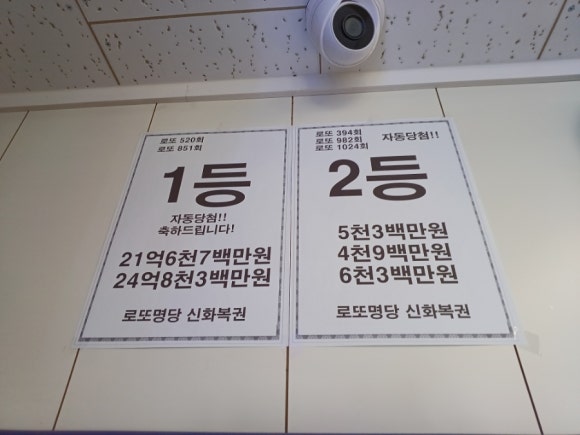 로또 520회
로또 851회
1등
자동당첨!!
축하드립니다!
21억6천7백만원
24억8천3백만원
로또명당 신화복권
로또 394회
로또 982회
로또 1024회
자동당첨!!
2등
5천3백만원
4천9백만원
6천3백만원
로또명당 신화복권